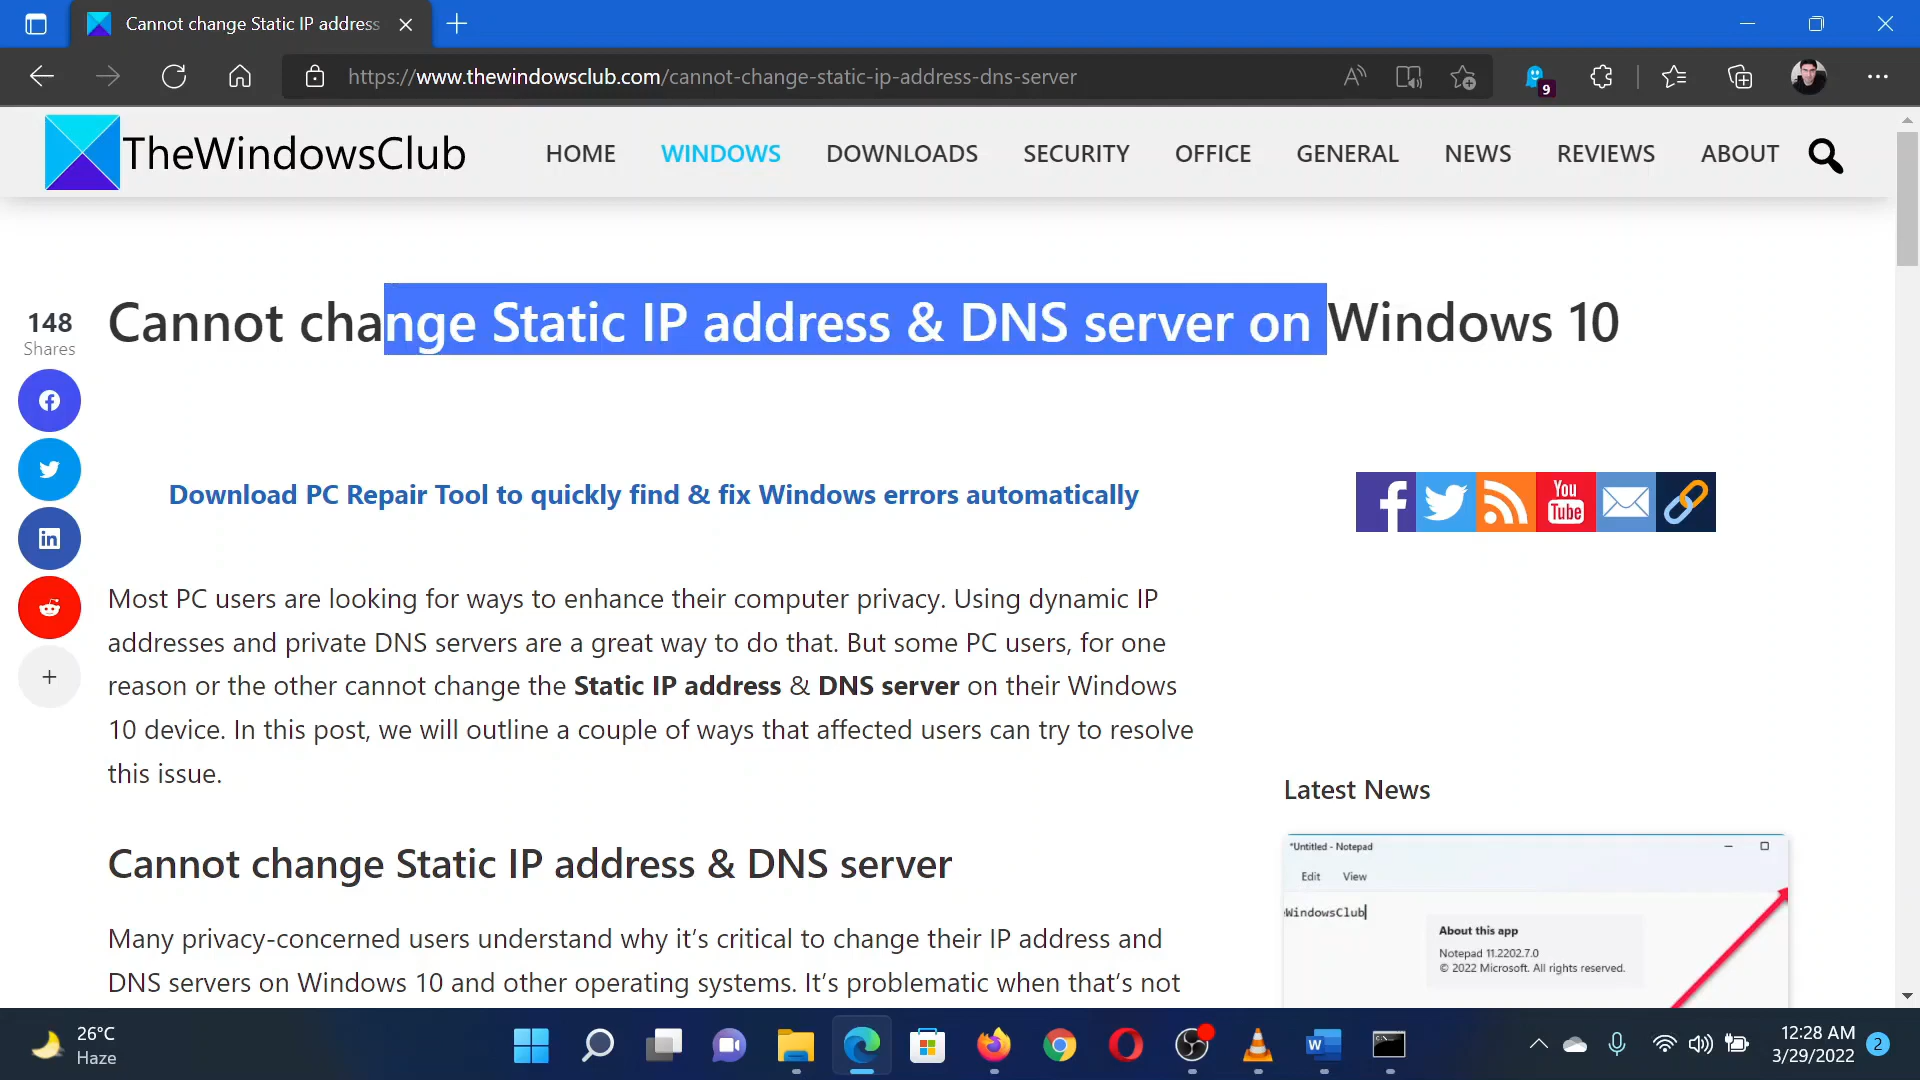 Cannot change Static IP address
https://www.thewindowsclub.com/cannot-change-static-ip-address-dns-server
9
TheWindowsClub
HOME WINDOWS DOWNLOADS SECURITY OFFICE GENERAL NEWS REVIEWS ABOUT
Cannot change Static IP address & DNS server on Windows 10
148
Shares
Download PC Repair Tool to quickly find & fix Windows errors automatically
You
Tube
Most PC users are looking for ways to enhance their computer privacy. Using dynamic IP
addresses and private DNS servers are a great way to do that. But some PC users, for one
reason or the other cannot change the Static IP address & DNS server on their Windows
10 device. In this post, we will outline a couple of ways that affected users can try to resolve
this issue.
Cannot change Static IP address & DNS server
Many privacy-concerned users understand why it’s critical to change their IP address and
DNS servers on Windows 10 and other operating systems. It’s problematic when that’s not
Latest News
*Untitled - Notepad
Edit View
WindowsClub
About this app
Notepad 11.2202.7.0
© 2022 Microsoft. All rights reserved.
26°C
Haze
12:28 AM
3/29/2022
2